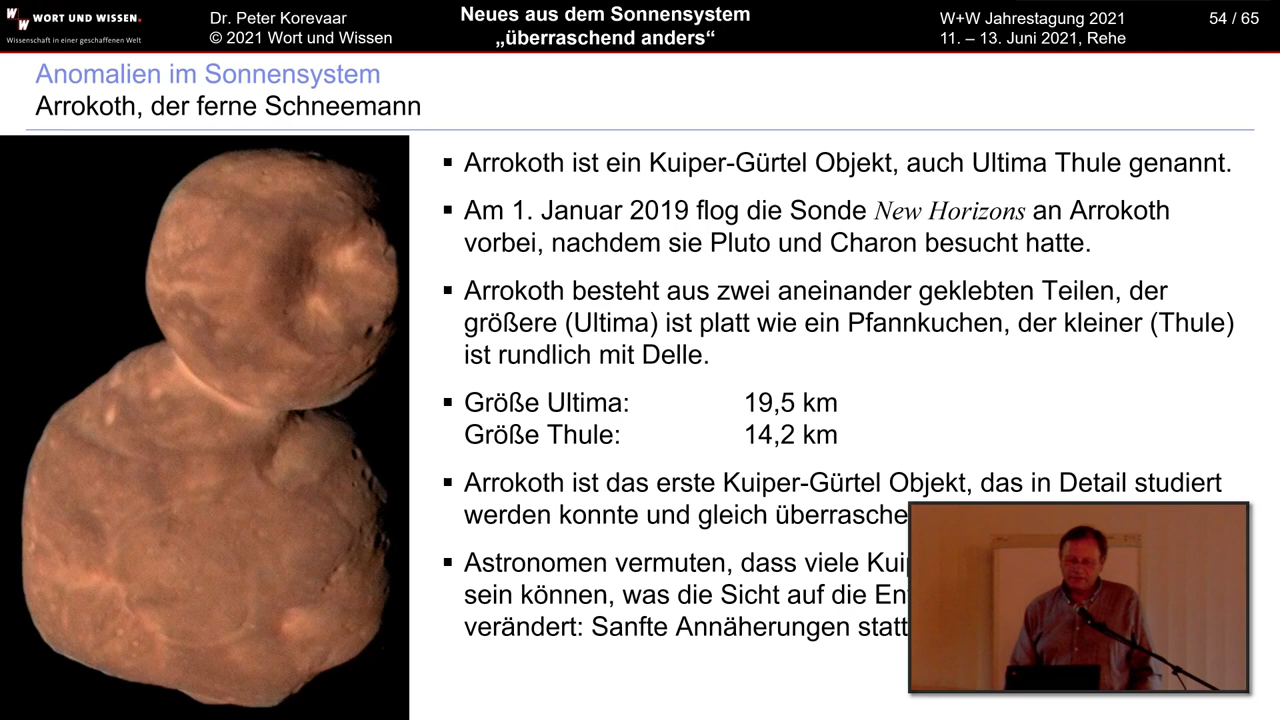 WORT UND WISSEN.
Wissenschaft in einer geschaffenen Welt
Dr. Peter Korevaar
© 2021 Wort und Wissen
Neues aus dem Sonnensystem
„überraschend anders“
W+W Jahrestagung 2021
11. – 13. Juni 2021, Rehe
54 / 65
Anomalien im Sonnensystem
Arrokoth, der ferne Schneemann
▪ Arrokoth ist ein Kuiper-Gürtel Objekt, auch Ultima Thule genannt.
▪ Am 1. Januar 2019 flog die Sonde New Horizons an Arrokoth
vorbei, nachdem sie Pluto und Charon besucht hatte.
▪ Arrokoth besteht aus zwei aneinander geklebten Teilen, der
größere (Ultima) ist platt wie ein Pfannkuchen, der kleiner (Thule)
ist rundlich mit Delle.
▪ Größe Ultima: 19,5 km
Größe Thule: 14,2 km
▪ Arrokoth ist das erste Kuiper-Gürtel Objekt, das in Detail studiert
werden konnte und gleich
▪ Astronomen vermuten, dass viele
sein können, was die Sicht auf die
verändert: Sanfte Annäherungen statt